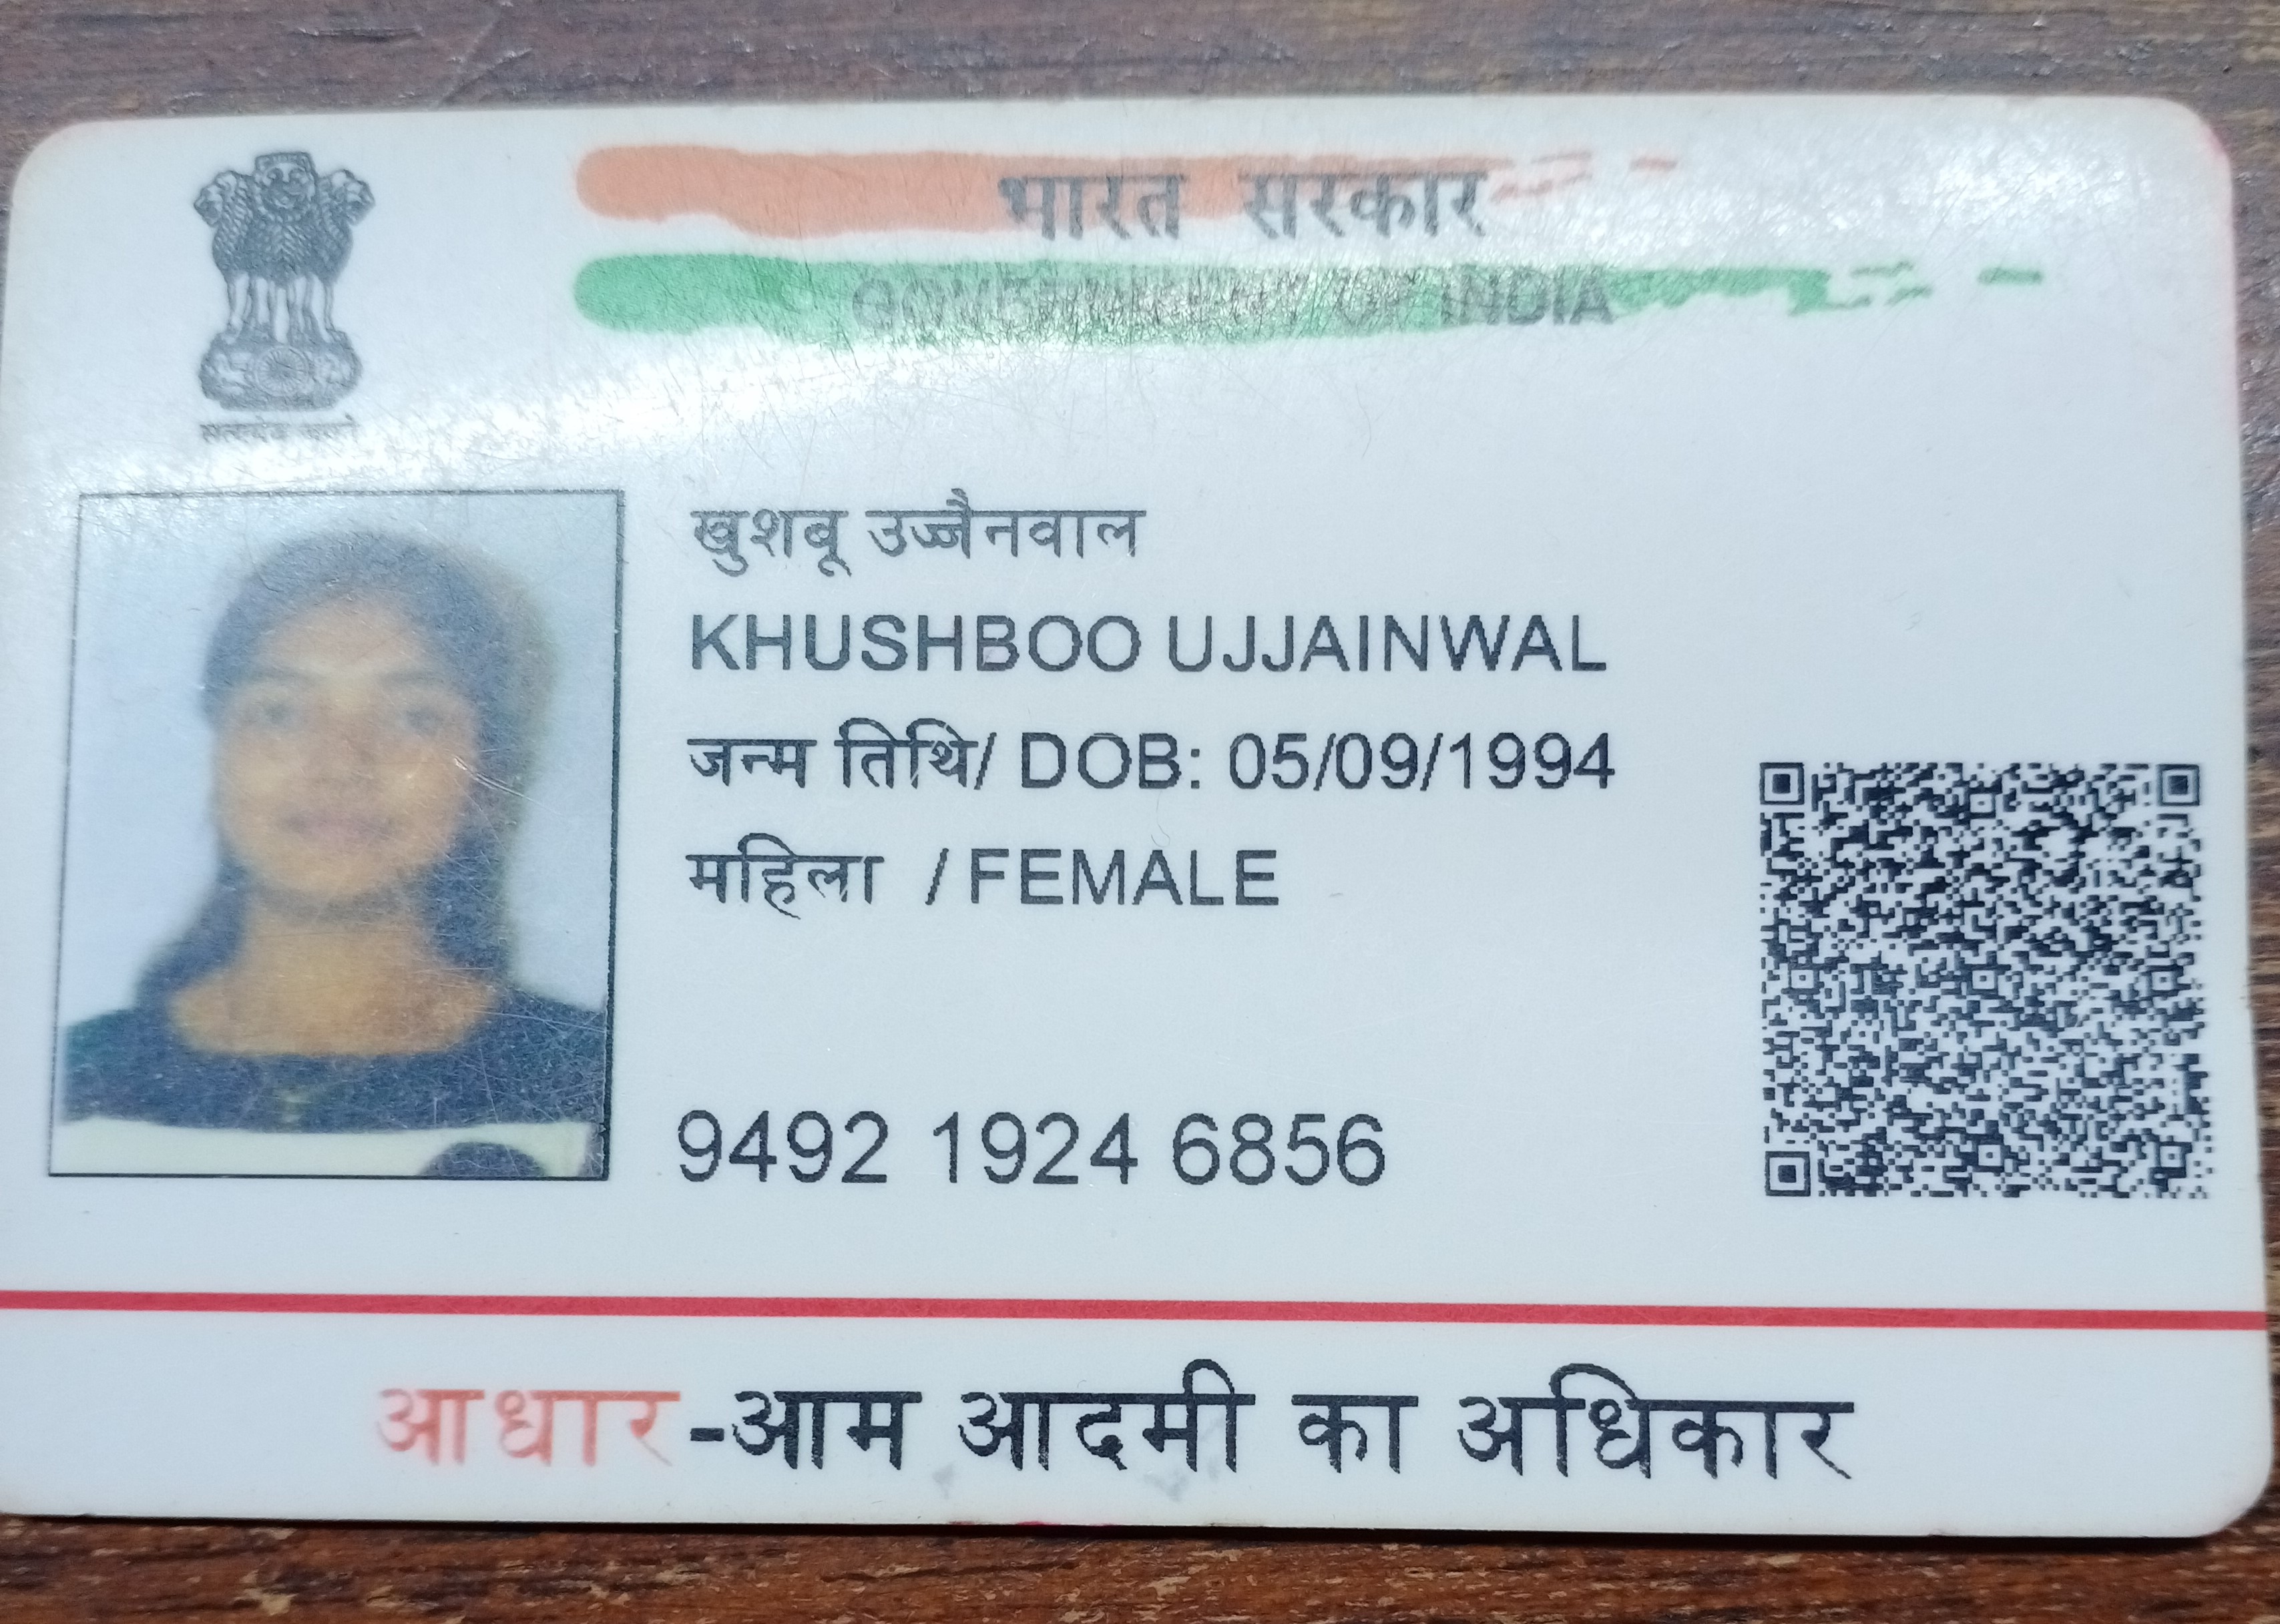 भारत सरकार
GOVERNMENT OF INDIA
सत्यमेव जयते
खुशबू उज्जैनवाल
KHUSHBOO UJJAINWAL
जन्म तिथि/ DOB: 05/09/1994
महिला / FEMALE
9492 1924 6856
आधार-आम आदमी का अधिकार